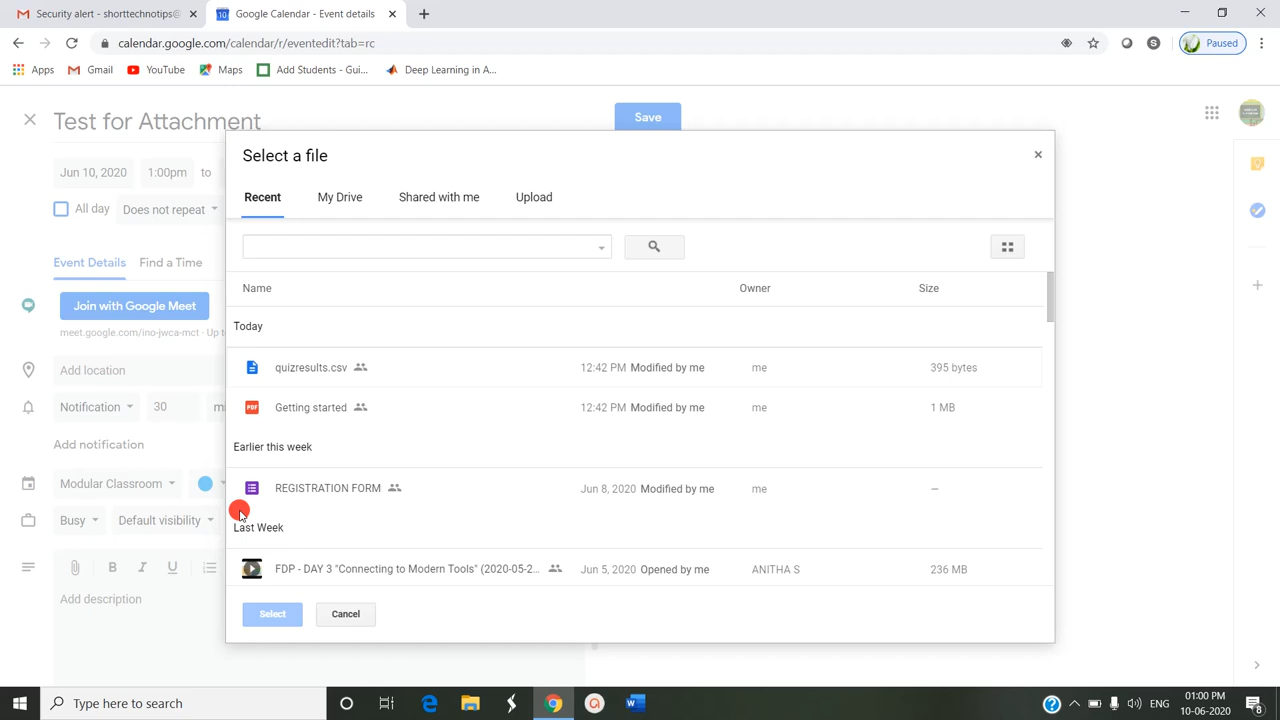 Security alert - shorttechnotips@
Google Calendar - Event details
calendar.google.com/calendar/r/eventedit?tab=rc
S
Paused
Apps
Gmail
YouTube
Maps
Add Students - Gui...
Deep Learning in A...
Test for Attachment
Save
Jun 10, 2020
1:00pm
to
All day
Does not repeat
Event Details
Find a Time
Join with Google Meet
meet.google.com/ino-jwca-mct · Up t
Add location
Notification
30
mi
Add notification
Modular Classroom
Busy
Default visibility
B I U
Add description
Select a file
Recent
My Drive
Shared with me
Upload
Name
Owner
Size
Today
quizresults.csv
12:42 PM Modified by me
me
395 bytes
PDF
Getting started
12:42 PM Modified by me
me
1 MB
Earlier this week
REGISTRATION FORM
Jun 8, 2020 Modified by me
me
—
Last Week
FDP - DAY 3 "Connecting to Modern Tools" (2020-05-2...
Jun 5, 2020 Opened by me
ANITHA S
236 MB
Select
Cancel
Type here to search
ENG
01:00 PM
10-06-2020
8